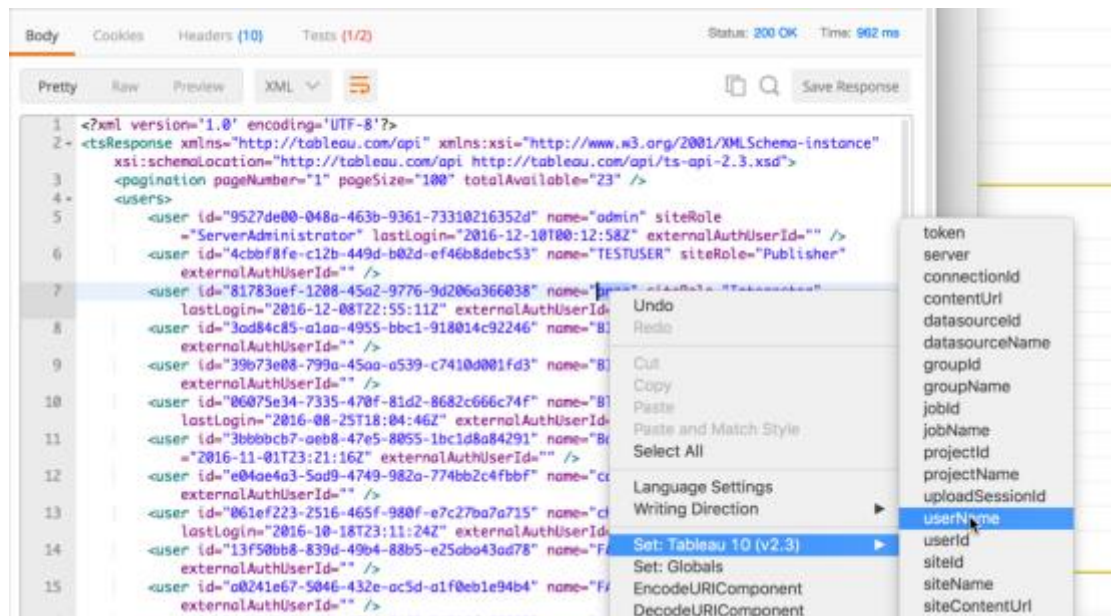 Body Cookies Headers (10) Tests (1/2) Status: 200 OK Time: 962 ms
Pretty Raw Preview XML Save Response
1 <?xml version='1.0' encoding='UTF-8'?>
2 <tsResponse xmlns="http://tableau.com/api" xmlns:xsi="http://www.w3.org/2001/XMLSchema-instance"
xsi:schemaLocation="http://tableau.com/api http://tableau.com/api/ts-api-2.3.xsd">
3 <pagination pageNumber="1" pageSize="100" totalAvailable="23" />
4 <users>
5 <user id="9527de00-048a-463b-9361-73310216352d" name="admin" siteRole
="ServerAdministrator" lastLogin="2016-12-10T00:12:58Z" externalAuthUserId="" />
6 <user id="4cbbf8fe-c12b-449d-b02d-ef46b8debc53" name="TESTUSER" siteRole="Publisher"
externalAuthUserId="" />
7 <user id="81783aef-1208-45a2-9776-9d206a366038" name="
lastLogin="2016-12-08T22:55:11Z" externalAuthUserId=
8 <user id="3ad84c85-a1aa-4955-bbc1-918014c92246" name="
externalAuthUserId="" />
9 <user id="39b73e08-799a-45aa-a539-c7410d001fd3" name="
externalAuthUserId="" />
10 <user id="06075e34-7335-470f-81d2-8682c666c74f" name="
lastLogin="2016-08-25T18:04:46Z" externalAuthUserId=
11 <user id="3bbbbcb7-aeb8-47e5-8055-1bc1d8a84291" name="
="2016-11-01T23:21:16Z" externalAuthUserId="" />
12 <user id="e04ae4a3-5ad9-4749-982a-774bb2c4fbbf" name="
externalAuthUserId="" />
13 <user id="061ef223-2516-465f-980f-e7c27ba7a715" name="
lastLogin="2016-10-18T23:11:24Z" externalAuthUserId=
14 <user id="13f50bb8-839d-49b4-88b5-e25aba43ad78" name="
externalAuthUserId="" />
15 <user id="a0241e67-5046-432e-ac5d-a1f0eb1e94b4" name="
externalAuthUserId="" />
Undo
Redo
Cut
Copy
Paste
Paste and Match Style
Select All
Language Settings
Writing Direction
Set: Tableau 10 (v2.3)
Set: Globals
EncodeURIComponent
DecodeURIComponent
token
server
connectionId
contentUrl
datasourceId
datasourceName
groupId
groupName
jobId
jobName
projectId
projectName
uploadSessionId
userName
userId
siteId
siteName
siteContentUrl